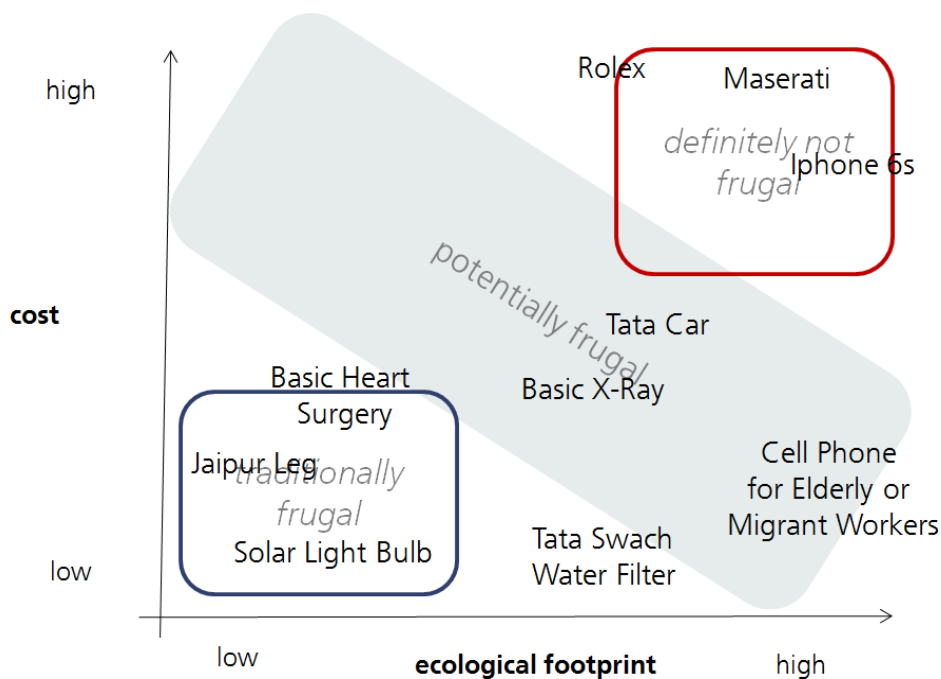 Rolex
Maserati
high
definitely not
frugal
Iphone 6s
potentially frugal
cost
Tata Car
Basic Heart
Surgery
Basic X-Ray
Jaipur Leg
traditionally
frugal
Cell Phone
for Elderly or
Migrant Workers
Solar Light Bulb
Tata Swach
Water Filter
low
low
ecological footprint
high